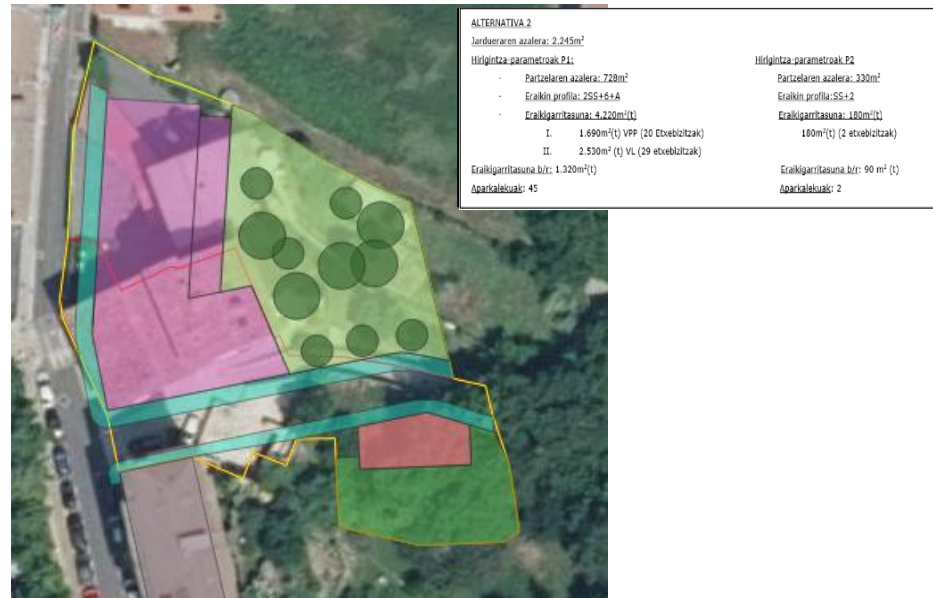 ALTERNATIVA 2
Jardueraren azalera: 2.245m²
Hirigintza-parametroak P1: Hirigintza-parametroak P2
· Partzelaren azalera: 728m² Partzelaren azalera: 330m²
· Eraikin profila: 2SS+6+A Eraikin profila:SS+2
· Eraikigarritasuna: 4.220m²(t) Eraikigarritasuna: 180m²(t)
I. 1.690m²(t) VPP (20 Etxebizitzak) 180m²(t) (2 etxebizitzak)
II. 2.530m² (t) VL (29 etxebizitzak)
Eraikigarritasuna b/r: 1.320m²(t) Eraikigarritasuna b/r: 90 m² (t)
Aparkalekuak: 45 Aparkalekuak: 2